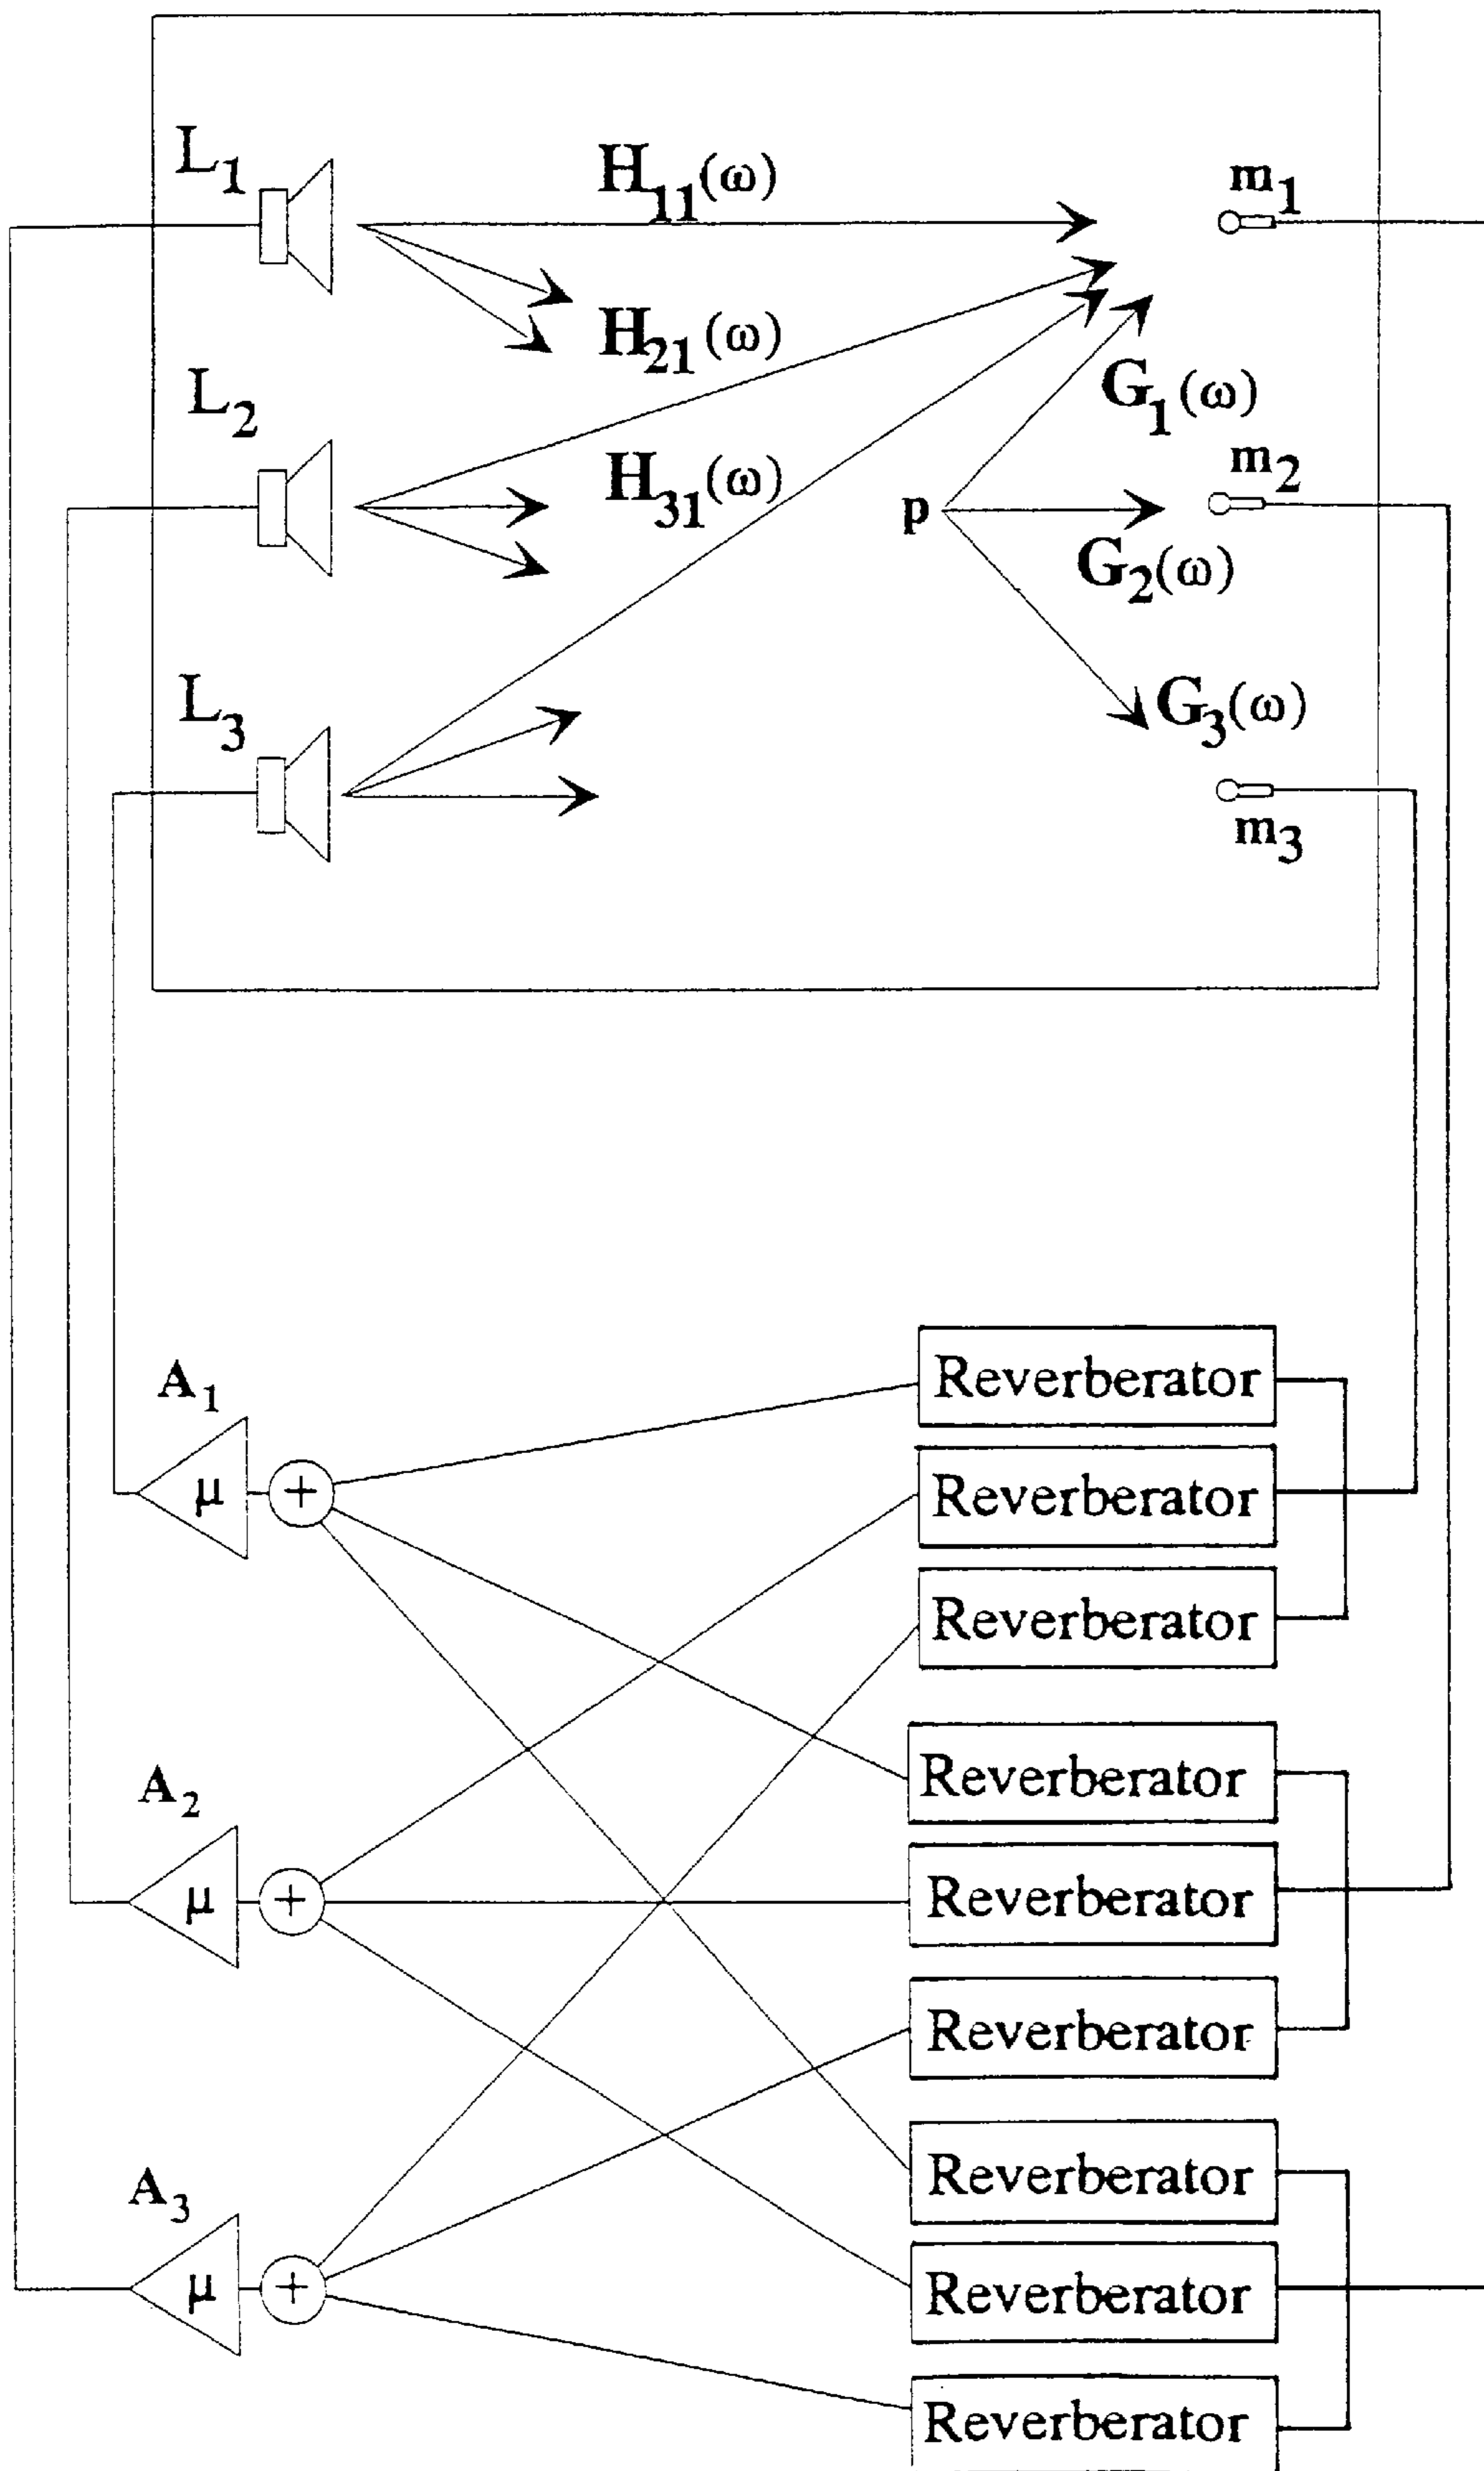 L1
H11(ω)
m1
H21(ω)
L2
G1(ω)
m2
H31(ω)
p
G2(ω)
L3
G3(ω)
m3
Reverberator
A1
μ
+
Reverberator
Reverberator
Reverberator
A2
μ
+
Reverberator
Reverberator
Reverberator
A3
μ
+
Reverberator
Reverberator